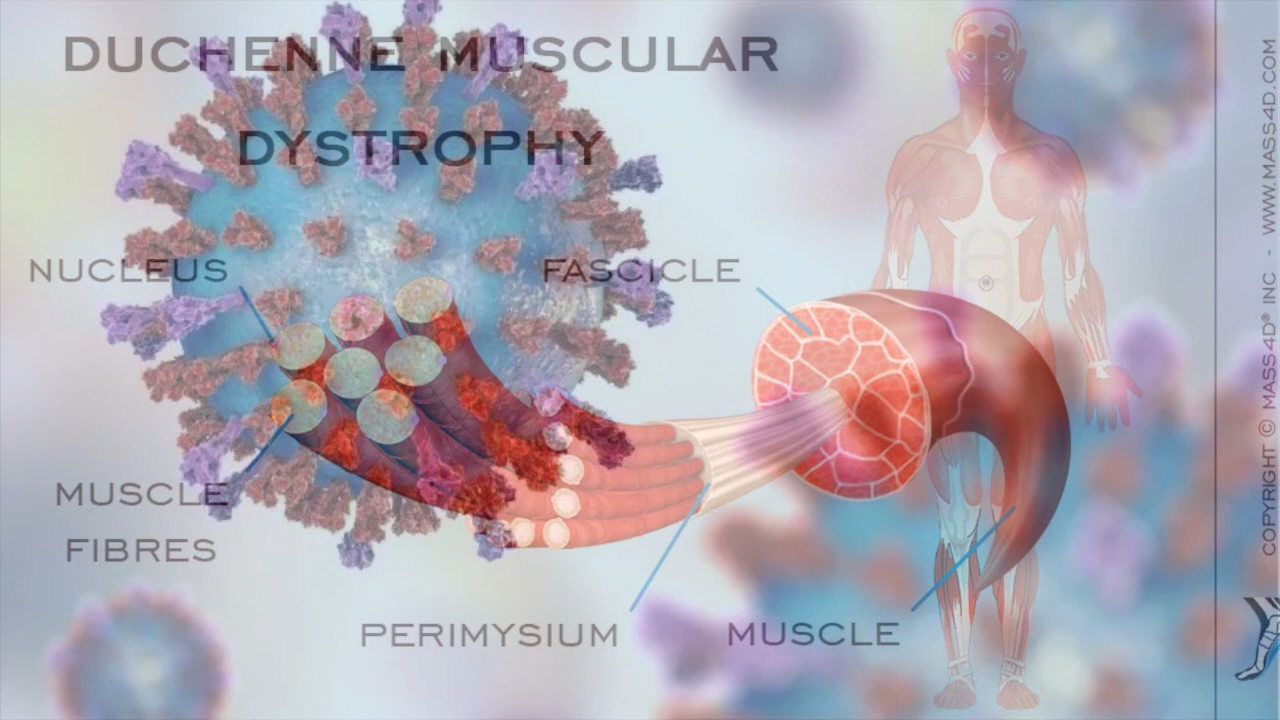 DUCHENNE MUSCULAR
DYSTROPHY
NUCLEUS
FASCICLE
MUSCLE
FIBRES
PERIMYSIUM
MUSCLE
COPYRIGHT © MASS4D® INC - WWW.MASS4D.COM